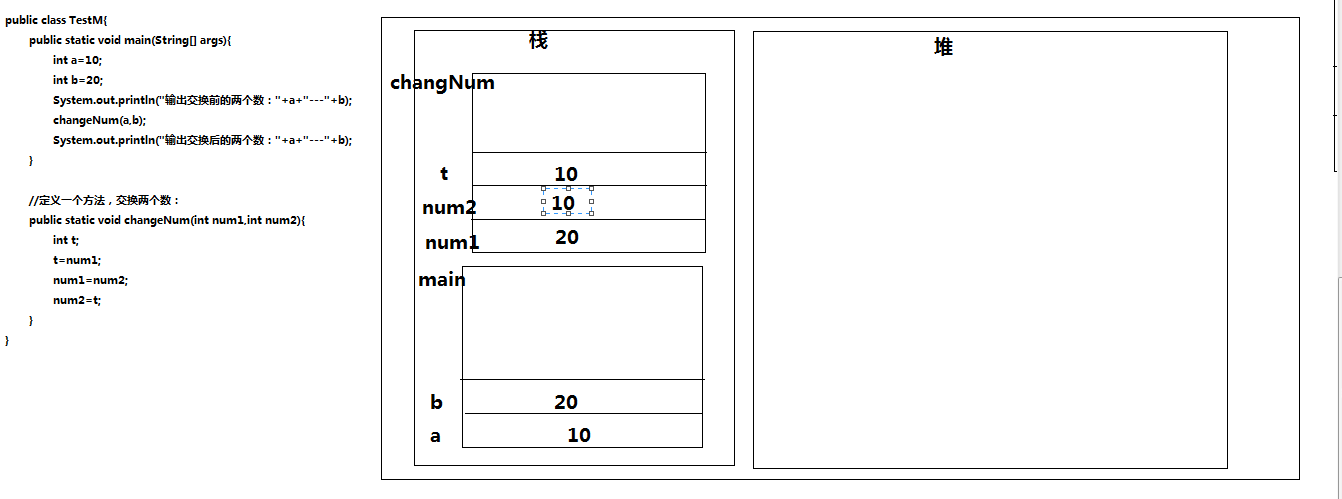 public class TestM{
public static void main(String[] args){
int a=10;
int b=20;
System.out.println("输出交换前的两个数："+a+"---"+b);
changeNum(a,b);
System.out.println("输出交换后的两个数："+a+"---"+b);
}
//定义一个方法，交换两个数：
public static void changeNum(int num1,int num2){
int t;
t=num1;
num1=num2;
num2=t;
}
}
栈
changNum
t 10
num2 10
num1 20
main
b 20
a 10
堆